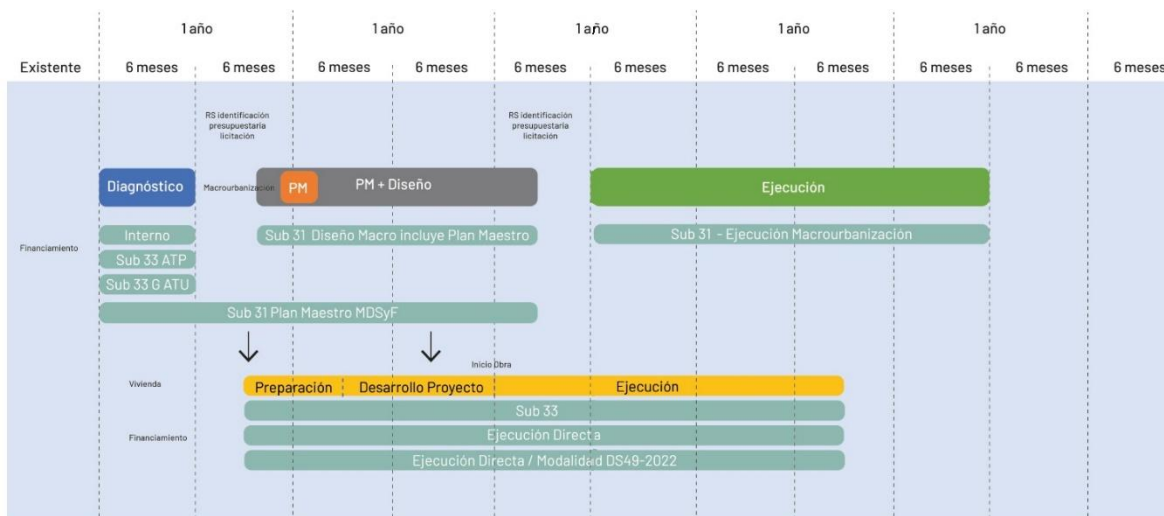 1 año 1 año 1 año 1 año 1 año
Existente 6 meses 6 meses 6 meses 6 meses 6 meses 6 meses 6 meses 6 meses 6 meses 6 meses 6 meses
RS identificación
presupuestaria
licitación
RS identificación
presupuestaria
licitación
Diagnóstico Macrourbanización PM PM + Diseño Ejecución
Financiamiento
Interno Sub 31 Diseño Macro incluye Plan Maestro Sub 31 - Ejecución Macrourbanización
Sub 33 ATP
Sub 33 G ATU
Sub 31 Plan Maestro MDSyF
Inicio Obra
Vivienda Preparación Desarrollo Proyecto Ejecución
Sub 33
Financiamiento Ejecución Directa
Ejecución Directa / Modalidad DS49-2022